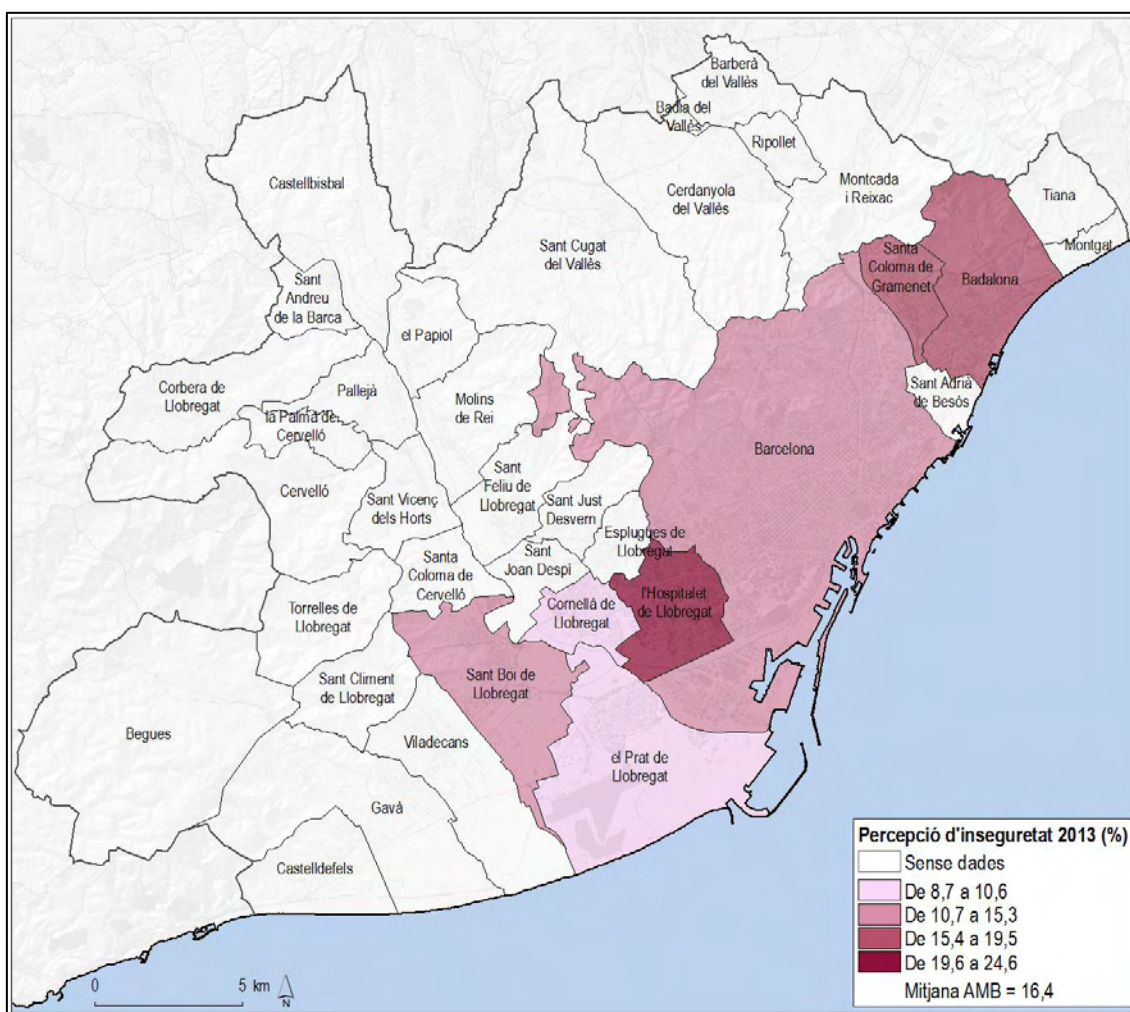 Barberà
del Vallès
Badia del
Vallès
Ripollet
Castellbisbal
Cerdanyola
del Vallès
Montcada
i Reixac
Tiana
Montgat
Sant Cugat
del Vallès
Santa
Coloma de
Gramenet
Badalona
Sant
Andreu
de la Barca
el Papiol
Corbera de
Llobregat
Pallejà
Molins
de Rei
Sant Adrià
de Besòs
la Palma de
Cervelló
Barcelona
Cervelló
Sant Vicenç
dels Horts
Sant
Feliu de
Llobregat
Sant Just
Desvern
Esplugues de
Llobregat
Santa
Coloma de
Cervelló
Sant
Joan Despí
l'Hospitalet
de Llobregat
Cornellà de
Llobregat
Torrelles de
Llobregat
Sant Climent
de Llobregat
Sant Boi de
Llobregat
Begues
Viladecans
el Prat de
Llobregat
Gavà
Castelldefels
Percepció d'inseguretat 2013 (%)
Sense dades
De 8,7 a 10,6
De 10,7 a 15,3
De 15,4 a 19,5
De 19,6 a 24,6
Mitjana AMB = 16,4
0 5 km
N